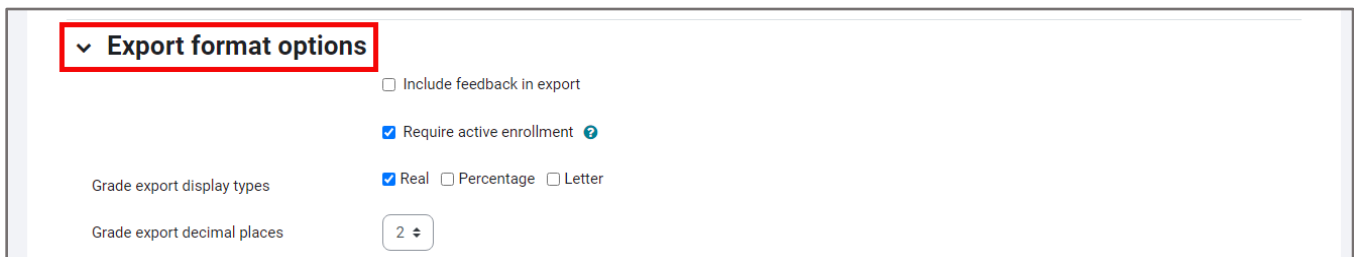 Export format options
Include feedback in export
Require active enrollment ?
Grade export display types Real Percentage Letter
Grade export decimal places 2